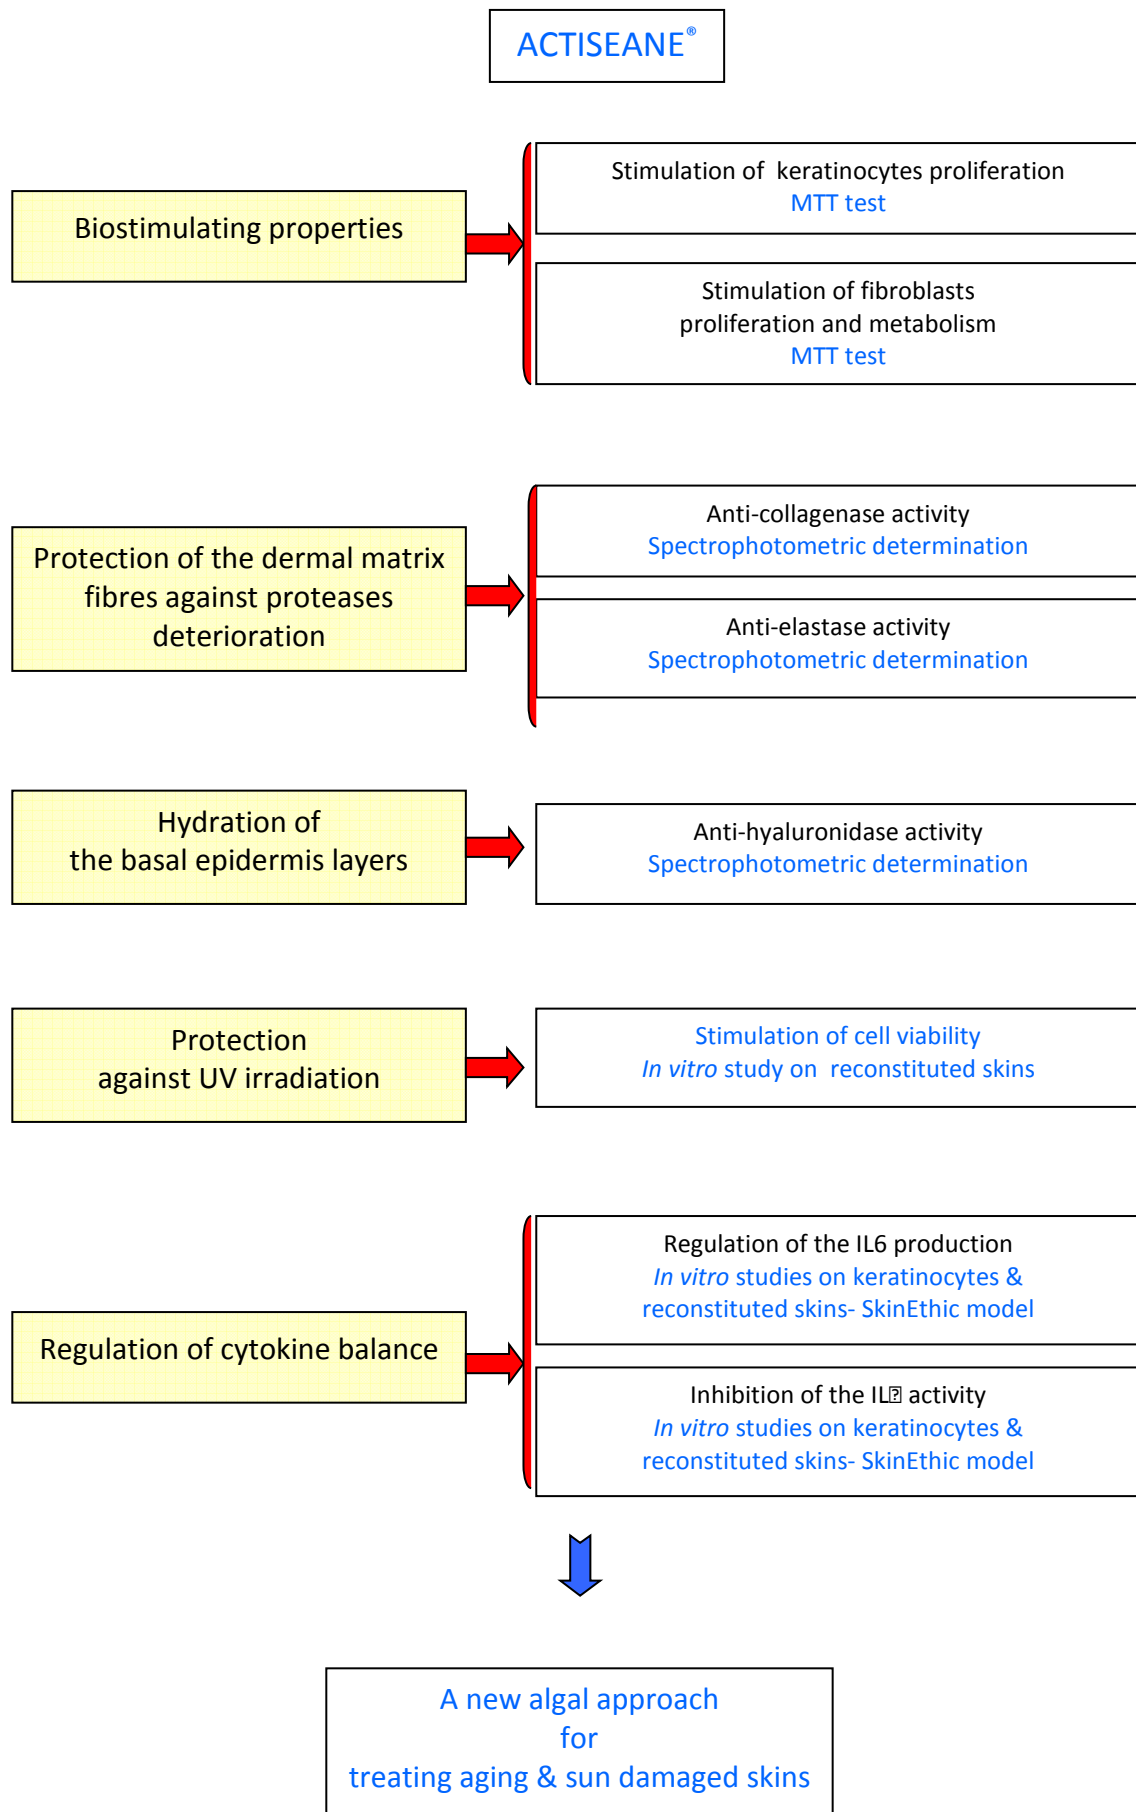 ACTISEANE®
Biostimulating properties
Stimulation of keratinocytes proliferation
MTT test
Stimulation of fibroblasts
proliferation and metabolism
MTT test
Protection of the dermal matrix
fibres against proteases
deterioration
Anti-collagenase activity
Spectrophotometric determination
Anti-elastase activity
Spectrophotometric determination
Hydration of
the basal epidermis layers
Anti-hyaluronidase activity
Spectrophotometric determination
Protection
against UV irradiation
Stimulation of cell viability
In vitro study on reconstituted skins
Regulation of cytokine balance
Regulation of the IL6 production
In vitro studies on keratinocytes &
reconstituted skins- SkinEthic model
Inhibition of the IL⍰ activity
In vitro studies on keratinocytes &
reconstituted skins- SkinEthic model
A new algal approach
for
treating aging & sun damaged skins